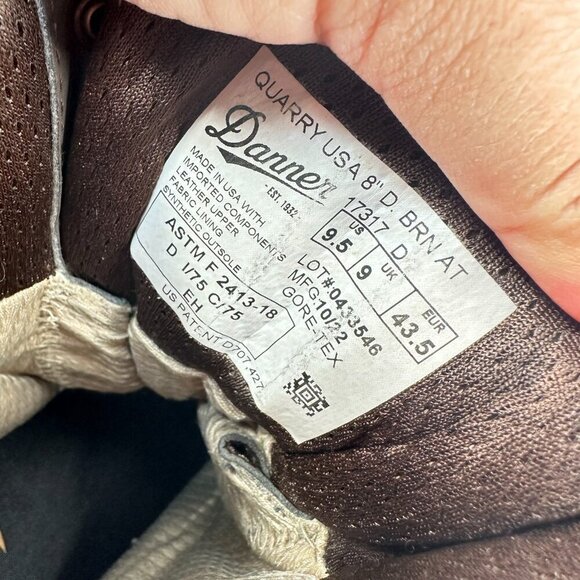 QUARRY USA 8" D. BRN AT
Danner
EST. 1932
17317 D
MADE IN USA WITH
IMPORTED COMPONENTS
LEATHER UPPER
FABRIC LINING
SYNTHETIC OUTSOLE
US UK EUR
9.5 9 43.5
LOT#0433546
MFG:10/22
GORE-TEX
ASTM F 2413-18
D I/75 C/75
EH
US PATENT D707,427